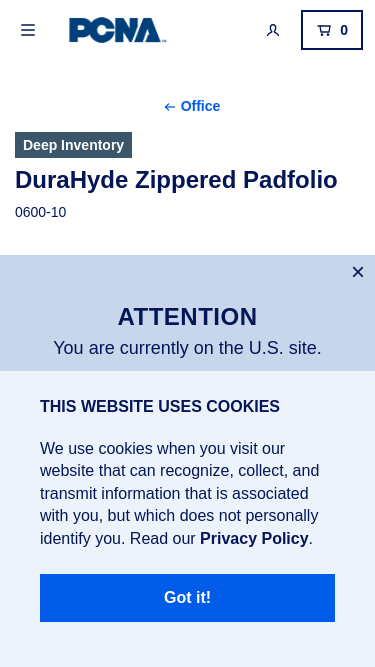 PCNA
0
← Office
Deep Inventory
DuraHyde Zippered Padfolio
0600-10
×
ATTENTION
You are currently on the U.S. site.
THIS WEBSITE USES COOKIES
We use cookies when you visit our
website that can recognize, collect, and
transmit information that is associated
with you, but which does not personally
identify you. Read our Privacy Policy.
Got it!